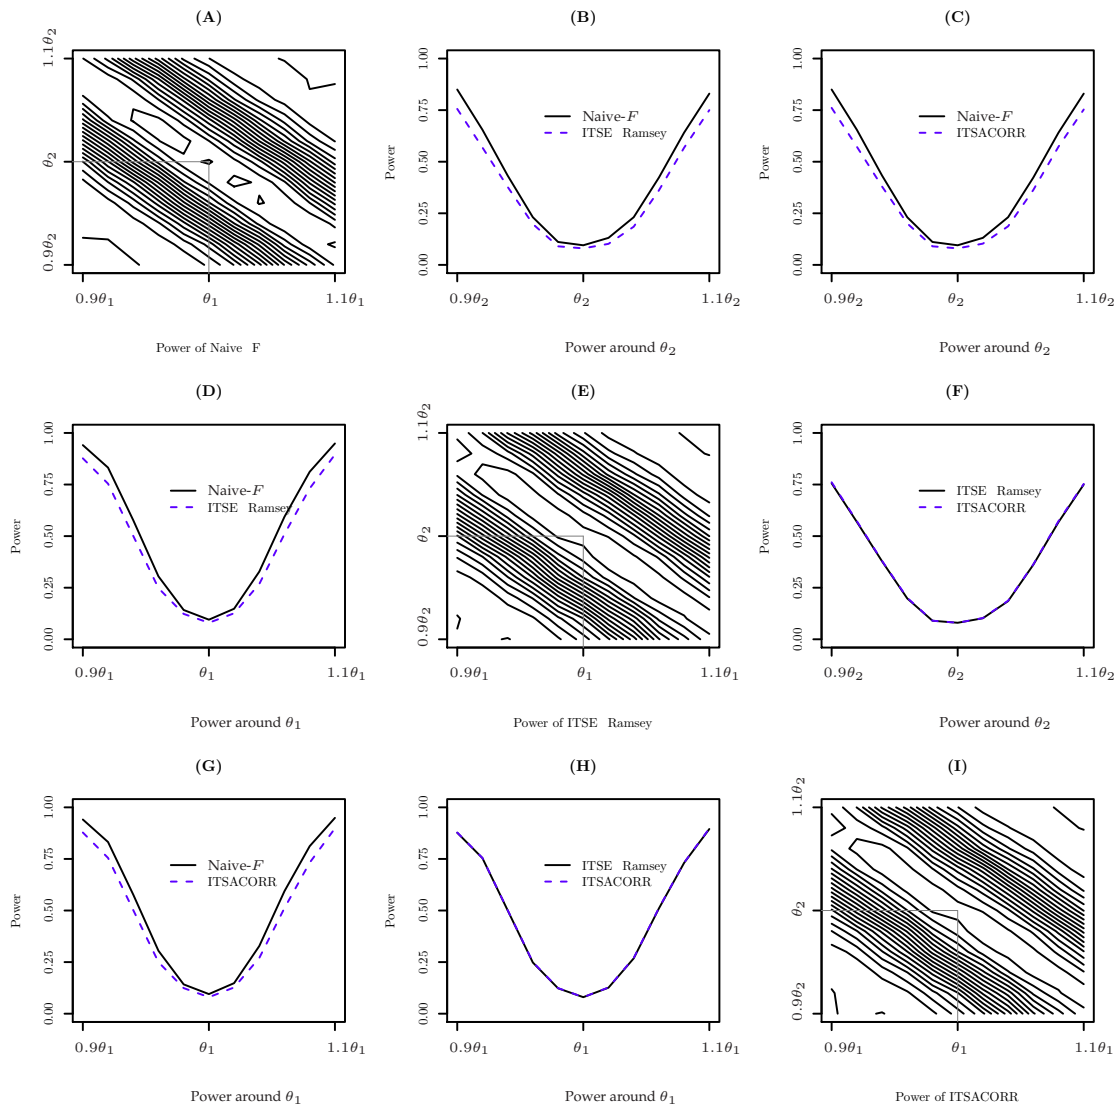 (A)
1.1θ2
θ2
0.9θ2
0.9θ1 θ1 1.1θ1
Power of Naive F
(B)
1.00
0.75
0.50
0.25
0.00
Power
Naive-F
ITSE Ramsey
0.9θ2 θ2 1.1θ2
Power around θ2
(C)
1.00
0.75
0.50
0.25
0.00
Power
Naive-F
ITSACORR
0.9θ2 θ2 1.1θ2
Power around θ2
(D)
1.00
0.75
0.50
0.25
0.00
Power
Naive-F
ITSE Ramsey
0.9θ1 θ1 1.1θ1
Power around θ1
(E)
1.1θ2
θ2
0.9θ2
0.9θ1 θ1 1.1θ1
Power of ITSE Ramsey
(F)
1.00
0.75
0.50
0.25
0.00
Power
ITSE Ramsey
ITSACORR
0.9θ2 θ2 1.1θ2
Power around θ2
(G)
1.00
0.75
0.50
0.25
0.00
Power
Naive-F
ITSACORR
0.9θ1 θ1 1.1θ1
Power around θ1
(H)
1.00
0.75
0.50
0.25
0.00
Power
ITSE Ramsey
ITSACORR
0.9θ1 θ1 1.1θ1
Power around θ1
(I)
1.1θ2
θ2
0.9θ2
0.9θ1 θ1 1.1θ1
Power of ITSACORR